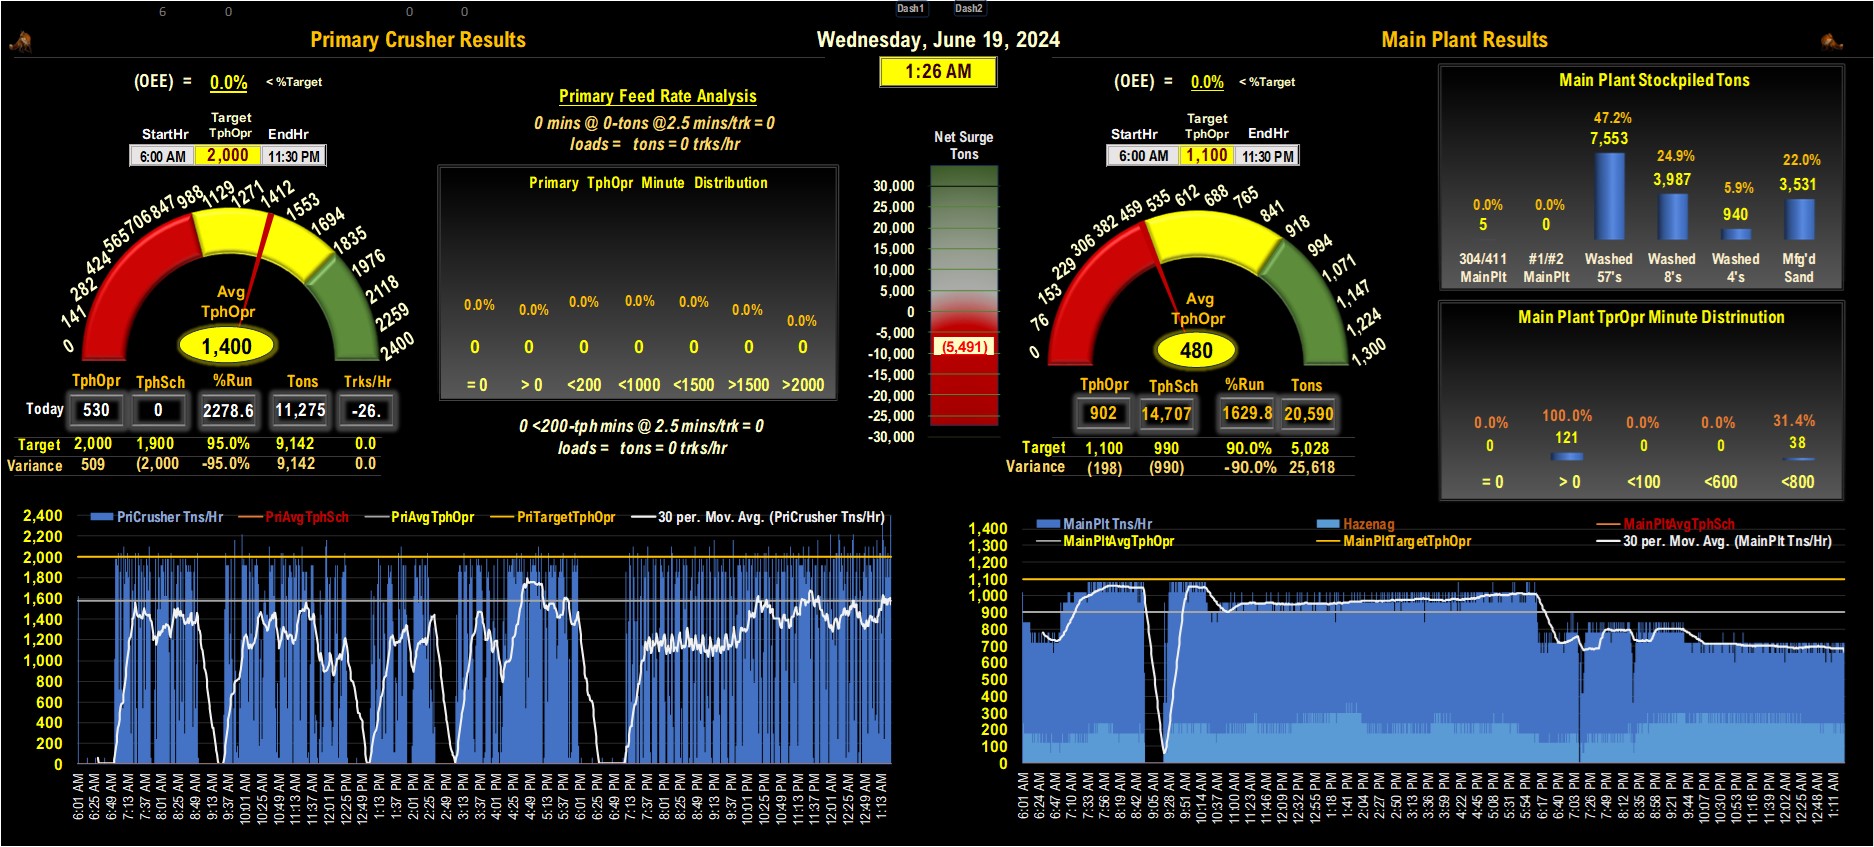 6 0 0 0 Dash1 Dash2
Primary Crusher Results
Wednesday, June 19, 2024
Main Plant Results
1:26 AM
(OEE) = 0.0% < %Target
Target
StartHr TphOpr EndHr
6:00 AM 2,000 11:30 PM
0 141 282 424 565 706 847 988 1129 1271 1412 1553 1694 1835 1976 2118 2259 2400
Avg
TphOpr
1,400
TphOpr TphSch %Run Tons Trks/Hr
Today 530 0 2278.6 11,275 -26.
Target 2,000 1,900 95.0% 9,142 0.0
Variance 509 (2,000 -95.0% 9,142 0.0
Primary Feed Rate Analysis
0 mins @ 0-tons @2.5 mins/trk = 0
loads = tons = 0 trks/hr
Primary TphOpr Minute Distribution
0.0% 0.0% 0.0% 0.0% 0.0% 0.0% 0.0%
0 0 0 0 0 0 0
= 0 > 0 <200 <1000 <1500 >1500 >2000
0 <200-tph mins @ 2.5 mins/trk = 0
loads = tons = 0 trks/hr
Net Surge
Tons
30,000
25,000
20,000
15,000
10,000
5,000
0
-5,000
(5,491)
-10,000
-15,000
-20,000
-25,000
-30,000
(OEE) = 0.0% < %Target
Target
StartHr TphOpr EndHr
6:00 AM 1,100 11:30 PM
0 76 153 229 306 382 459 535 612 688 765 841 918 994 1,071 1,147 1,224 1,300
Avg
TphOpr
480
TphOpr TphSch %Run Tons
902 14,707 1629.8 20,590
Target 1,100 990 90.0% 5,028
Variance (198) (990) -90.0% 25,618
Main Plant Stockpiled Tons
0.0% 0.0% 47.2% 24.9% 5.9% 22.0%
5 0 7,553 3,987 940 3,531
304/411 #1/#2 Washed Washed Washed Mfg'd
MainPlt MainPlt 57's 8's 4's Sand
Main Plant TprOpr Minute Distrinution
0.0% 100.0% 0.0% 0.0% 31.4%
0 121 0 0 38
= 0 > 0 <100 <600 <800
PriCrusher Tns/Hr PriAvgTphSch PriAvgTphOpr PriTargetTphOpr 30 per. Mov. Avg. (PriCrusher Tns/Hr)
2,400
2,200
2,000
1,800
1,600
1,400
1,200
1,000
800
600
400
200
0
6:01 AM 6:25 AM 6:49 AM 7:13 AM 7:37 AM 8:01 AM 8:25 AM 8:49 AM 9:13 AM 9:37 AM 10:01 AM 10:25 AM 10:49 AM 11:13 AM 11:37 AM 12:01 PM 12:25 PM 12:49 PM 1:13 PM 1:37 PM 2:01 PM 2:25 PM 2:49 PM 3:13 PM 3:37 PM 4:01 PM 4:25 PM 4:49 PM 5:13 PM 5:37 PM 6:01 PM 6:25 PM 6:49 PM 7:13 PM 7:37 PM 8:01 PM 8:25 PM 8:49 PM 9:13 PM 9:37 PM 10:01 PM 10:25 PM 10:49 PM 11:13 PM 11:37 PM 12:01 AM 12:25 AM 12:49 AM 1:13 AM
MainPlt Tns/Hr Hazenag MainPltAvgTphSch
MainPltAvgTphOpr MainPltTargetTphOpr 30 per. Mov. Avg. (MainPlt Tns/Hr)
1,400
1,300
1,200
1,100
1,000
900
800
700
600
500
400
300
200
100
0
6:01 AM 6:24 AM 6:47 AM 7:10 AM 7:33 AM 7:56 AM 8:19 AM 8:42 AM 9:05 AM 9:28 AM 9:51 AM 10:14 AM 10:37 AM 11:00 AM 11:23 AM 11:46 AM 12:09 PM 12:32 PM 12:55 PM 1:18 PM 1:41 PM 2:04 PM 2:27 PM 2:50 PM 3:13 PM 3:36 PM 3:59 PM 4:22 PM 4:45 PM 5:08 PM 5:31 PM 5:54 PM 6:17 PM 6:40 PM 7:03 PM 7:26 PM 7:49 PM 8:12 PM 8:35 PM 8:58 PM 9:21 PM 9:44 PM 10:07 PM 10:30 PM 10:53 PM 11:16 PM 11:39 PM 12:02 AM 12:25 AM 12:48 AM 1:11 AM